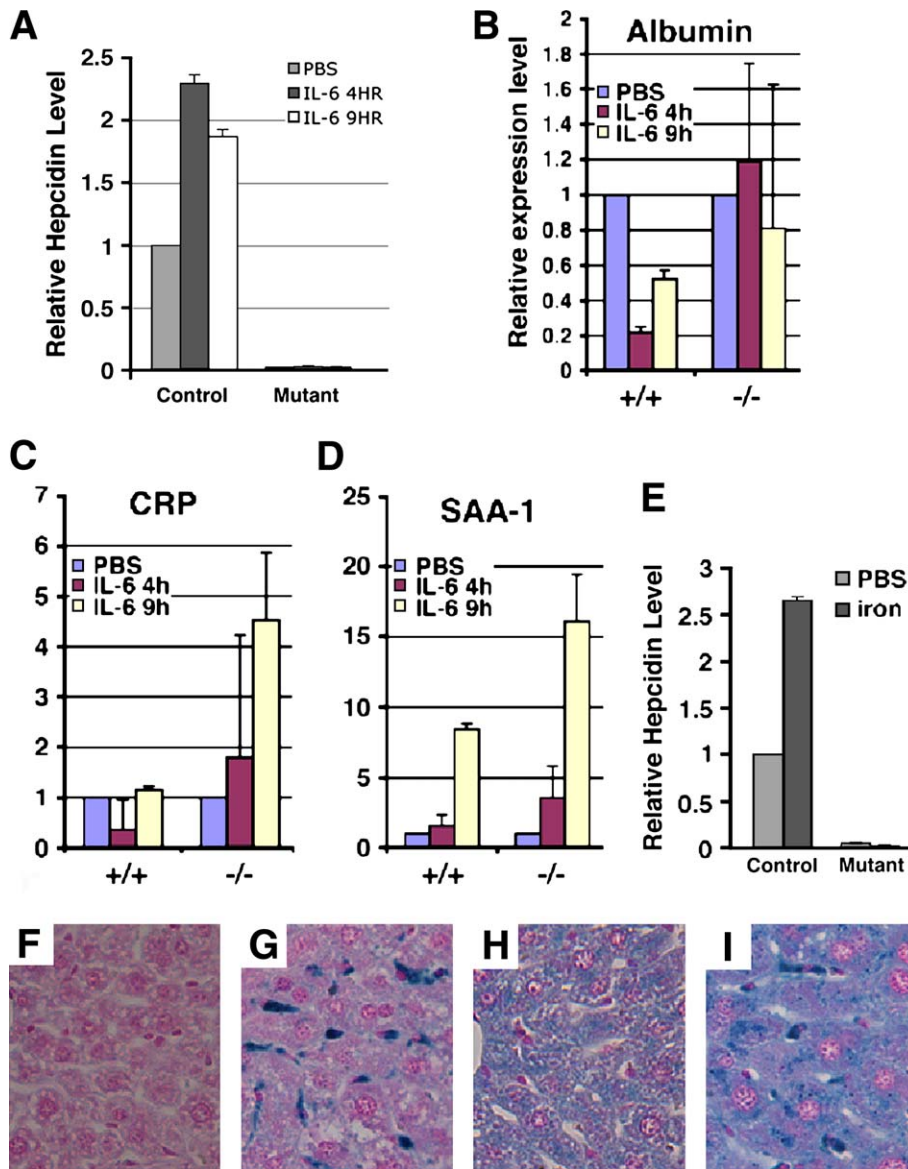 A
Relative Hepcidin Level
2.5
2
1.5
1
0.5
0
PBS
IL-6 4HR
IL-6 9HR
Control Mutant
B
Albumin
Relative expression level
2
1.8
1.6
1.4
1.2
1
0.8
0.6
0.4
0.2
0
PBS
IL-6 4h
IL-6 9h
+/+ -/-
C
CRP
7
6
5
4
3
2
1
0
PBS
IL-6 4h
IL-6 9h
+/+ -/-
D
SAA-1
25
20
15
10
5
0
PBS
IL-6 4h
IL-6 9h
+/+ -/-
E
Relative Hepcidin Level
3
2.5
2
1.5
1
0.5
0
PBS
iron
Control Mutant
F
G
H
I